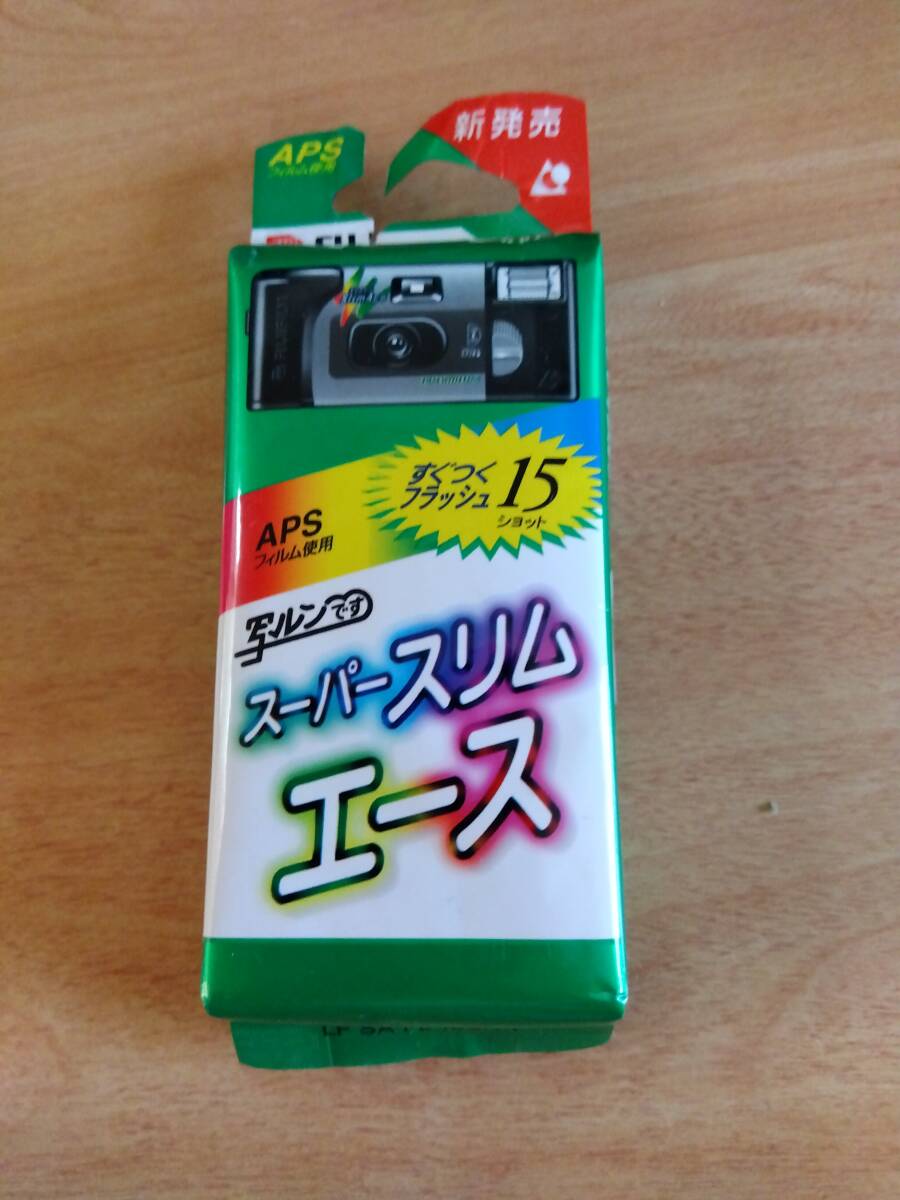 APS
フィルム使用
新発売
FUJIFILM
すぐつく
フラッシュ
15
ショット
APS
フィルム使用
写ルンです
スーパースリム
エース